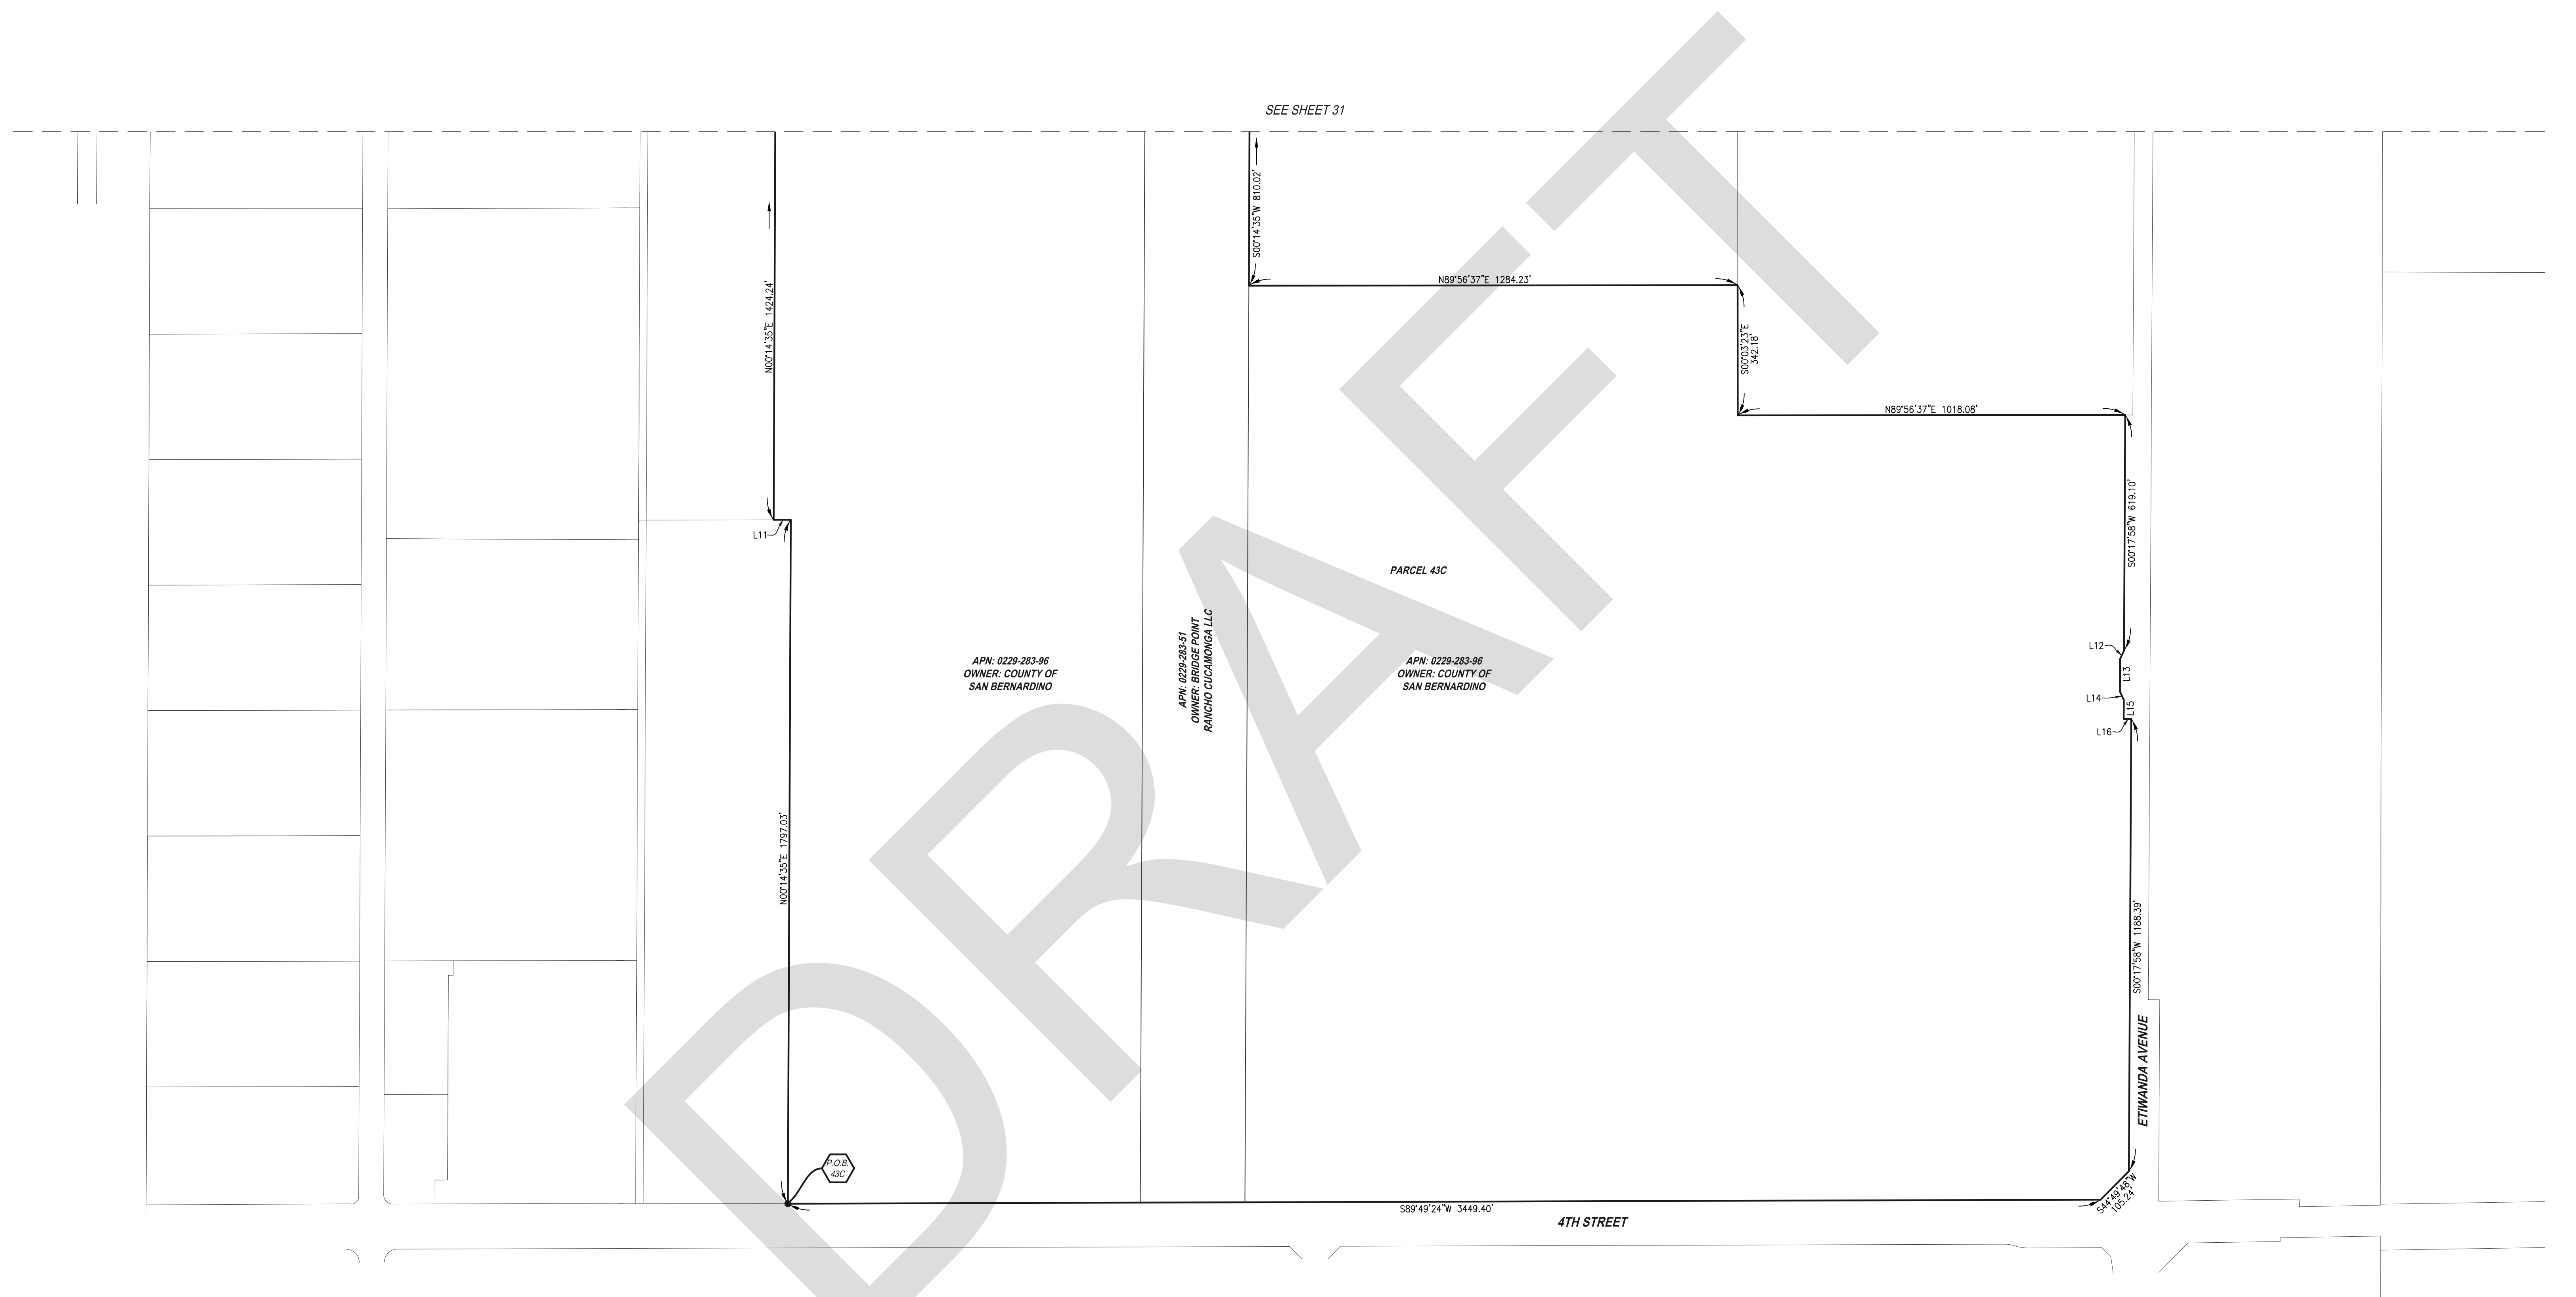 SEE SHEET 31
S00°14'35"W 810.02'
N89°56'37"E 1284.23'
N00°14'35"E 1424.24'
S00°03'23"E
342.18'
N89°56'37"E 1018.08'
S00°17'58"W 619.10'
L11
PARCEL 43C
APN: 0229-283-96
OWNER: COUNTY OF
SAN BERNARDINO
APN: 0229-283-51
OWNER: BRIDGE POINT
RANCHO CUCAMONGA LLC
APN: 0229-283-96
OWNER: COUNTY OF
SAN BERNARDINO
L12
L13
L14
L15
L16
N00°14'35"E 1797.03'
S00°17'58"W 1188.39'
ETIWANDA AVENUE
P.O.B.
43C
S44°49'48"W
105.24'
S89°49'24"W 3449.40'
4TH STREET
DRAFT